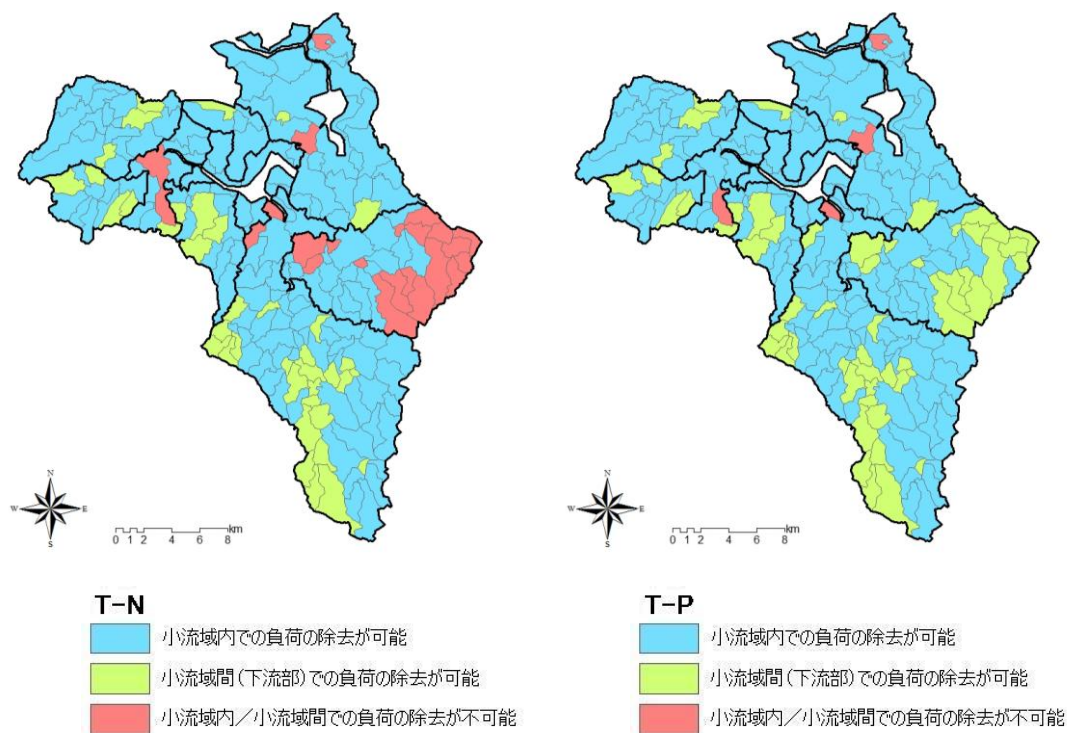 N
W E
S
0 1 2 4 6 8 km
N
W E
S
0 1 2 4 6 8 km
T-N
小流域内での負荷の除去が可能
小流域間(下流部)での負荷の除去が可能
小流域内／小流域間での負荷の除去が不可能
T-P
小流域内での負荷の除去が可能
小流域間(下流部)での負荷の除去が可能
小流域内／小流域間での負荷の除去が不可能